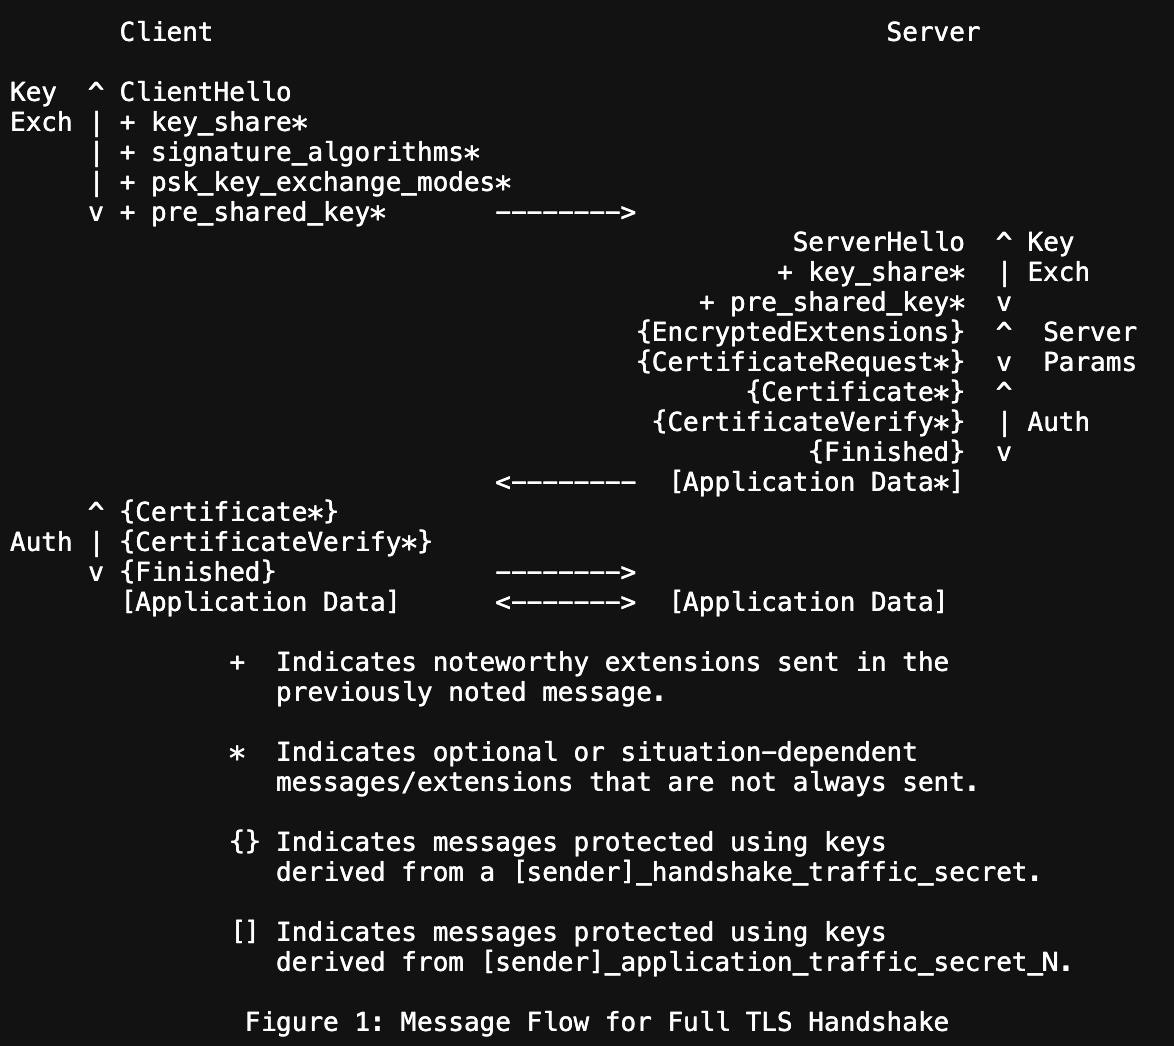 Client                                           Server

Key  ^ ClientHello
Exch | + key_share*
     | + signature_algorithms*
     | + psk_key_exchange_modes*
     v + pre_shared_key*       -------->
                                                  ServerHello  ^ Key
                                                 + key_share*  | Exch
                                            + pre_shared_key*  v
                                        {EncryptedExtensions}  ^  Server
                                        {CertificateRequest*}  v  Params
                                               {Certificate*}  ^
                                         {CertificateVerify*}  | Auth
                                                   {Finished}  v
                               <--------  [Application Data*]
     ^ {Certificate*}
Auth | {CertificateVerify*}
     v {Finished}              -------->
       [Application Data]      <------->  [Application Data]

              +  Indicates noteworthy extensions sent in the
                 previously noted message.

              *  Indicates optional or situation-dependent
                 messages/extensions that are not always sent.

              {} Indicates messages protected using keys
                 derived from a [sender]_handshake_traffic_secret.

              [] Indicates messages protected using keys
                 derived from [sender]_application_traffic_secret_N.

               Figure 1: Message Flow for Full TLS Handshake